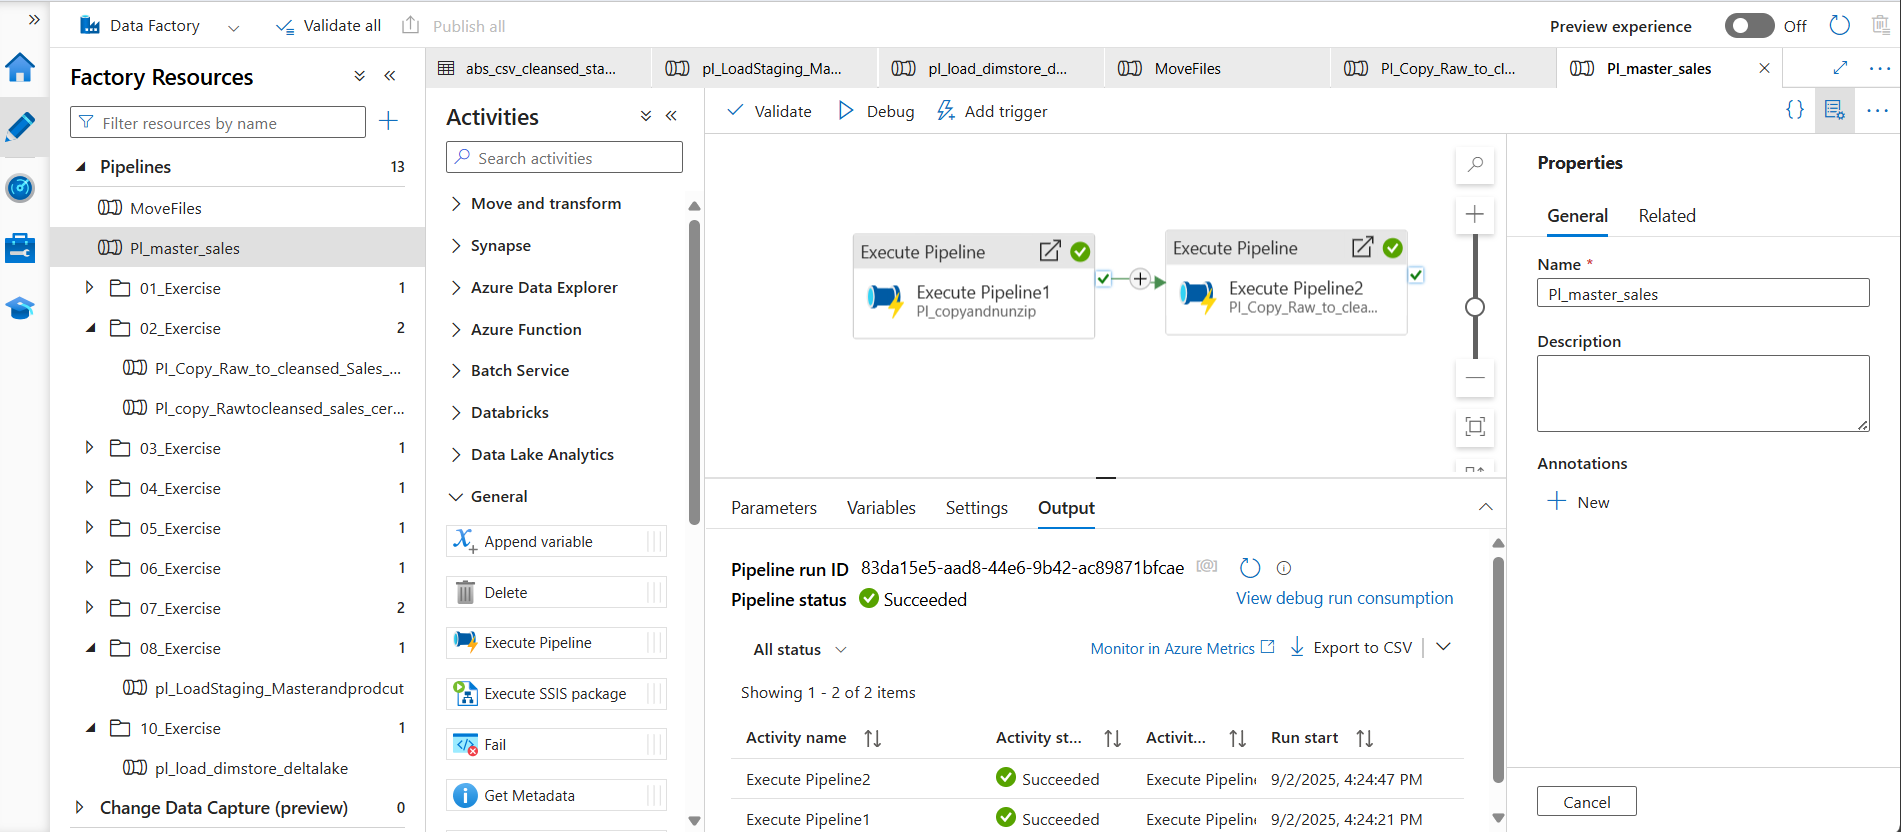 Data Factory
Validate all
Publish all
Preview experience
Off
Factory Resources
Filter resources by name
Pipelines 13
MoveFiles
Pl_master_sales
01_Exercise 1
02_Exercise 2
Pl_Copy_Raw_to_cleansed_Sales_...
Pl_copy_Rawtocleansed_sales_cer...
03_Exercise 1
04_Exercise 1
05_Exercise 1
06_Exercise 1
07_Exercise 2
08_Exercise 1
pl_LoadStaging_Masterandprodcut
10_Exercise 1
pl_load_dimstore_deltalake
Change Data Capture (preview) 0
abs_csv_cleansed_sta...
pl_LoadStaging_Ma...
pl_load_dimstore_d...
MoveFiles
Pl_Copy_Raw_to_cl...
Pl_master_sales
Activities
Search activities
Move and transform
Synapse
Azure Data Explorer
Azure Function
Batch Service
Databricks
Data Lake Analytics
General
Append variable
Delete
Execute Pipeline
Execute SSIS package
Fail
Get Metadata
Validate
Debug
Add trigger
Execute Pipeline
Execute Pipeline1
Pl_copyandnunzip
Execute Pipeline
Execute Pipeline2
Pl_Copy_Raw_to_clea...
Parameters
Variables
Settings
Output
Pipeline run ID 83da15e5-aad8-44e6-9b42-ac89871bfcae
Pipeline status Succeeded
View debug run consumption
All status
Monitor in Azure Metrics
Export to CSV
Showing 1 - 2 of 2 items
Activity name Activity st... Activit... Run start
Execute Pipeline2 Succeeded Execute Pipelin 9/2/2025, 4:24:47 PM
Execute Pipeline1 Succeeded Execute Pipelin 9/2/2025, 4:24:21 PM
Properties
General
Related
Name *
Pl_master_sales
Description
Annotations
New
Cancel